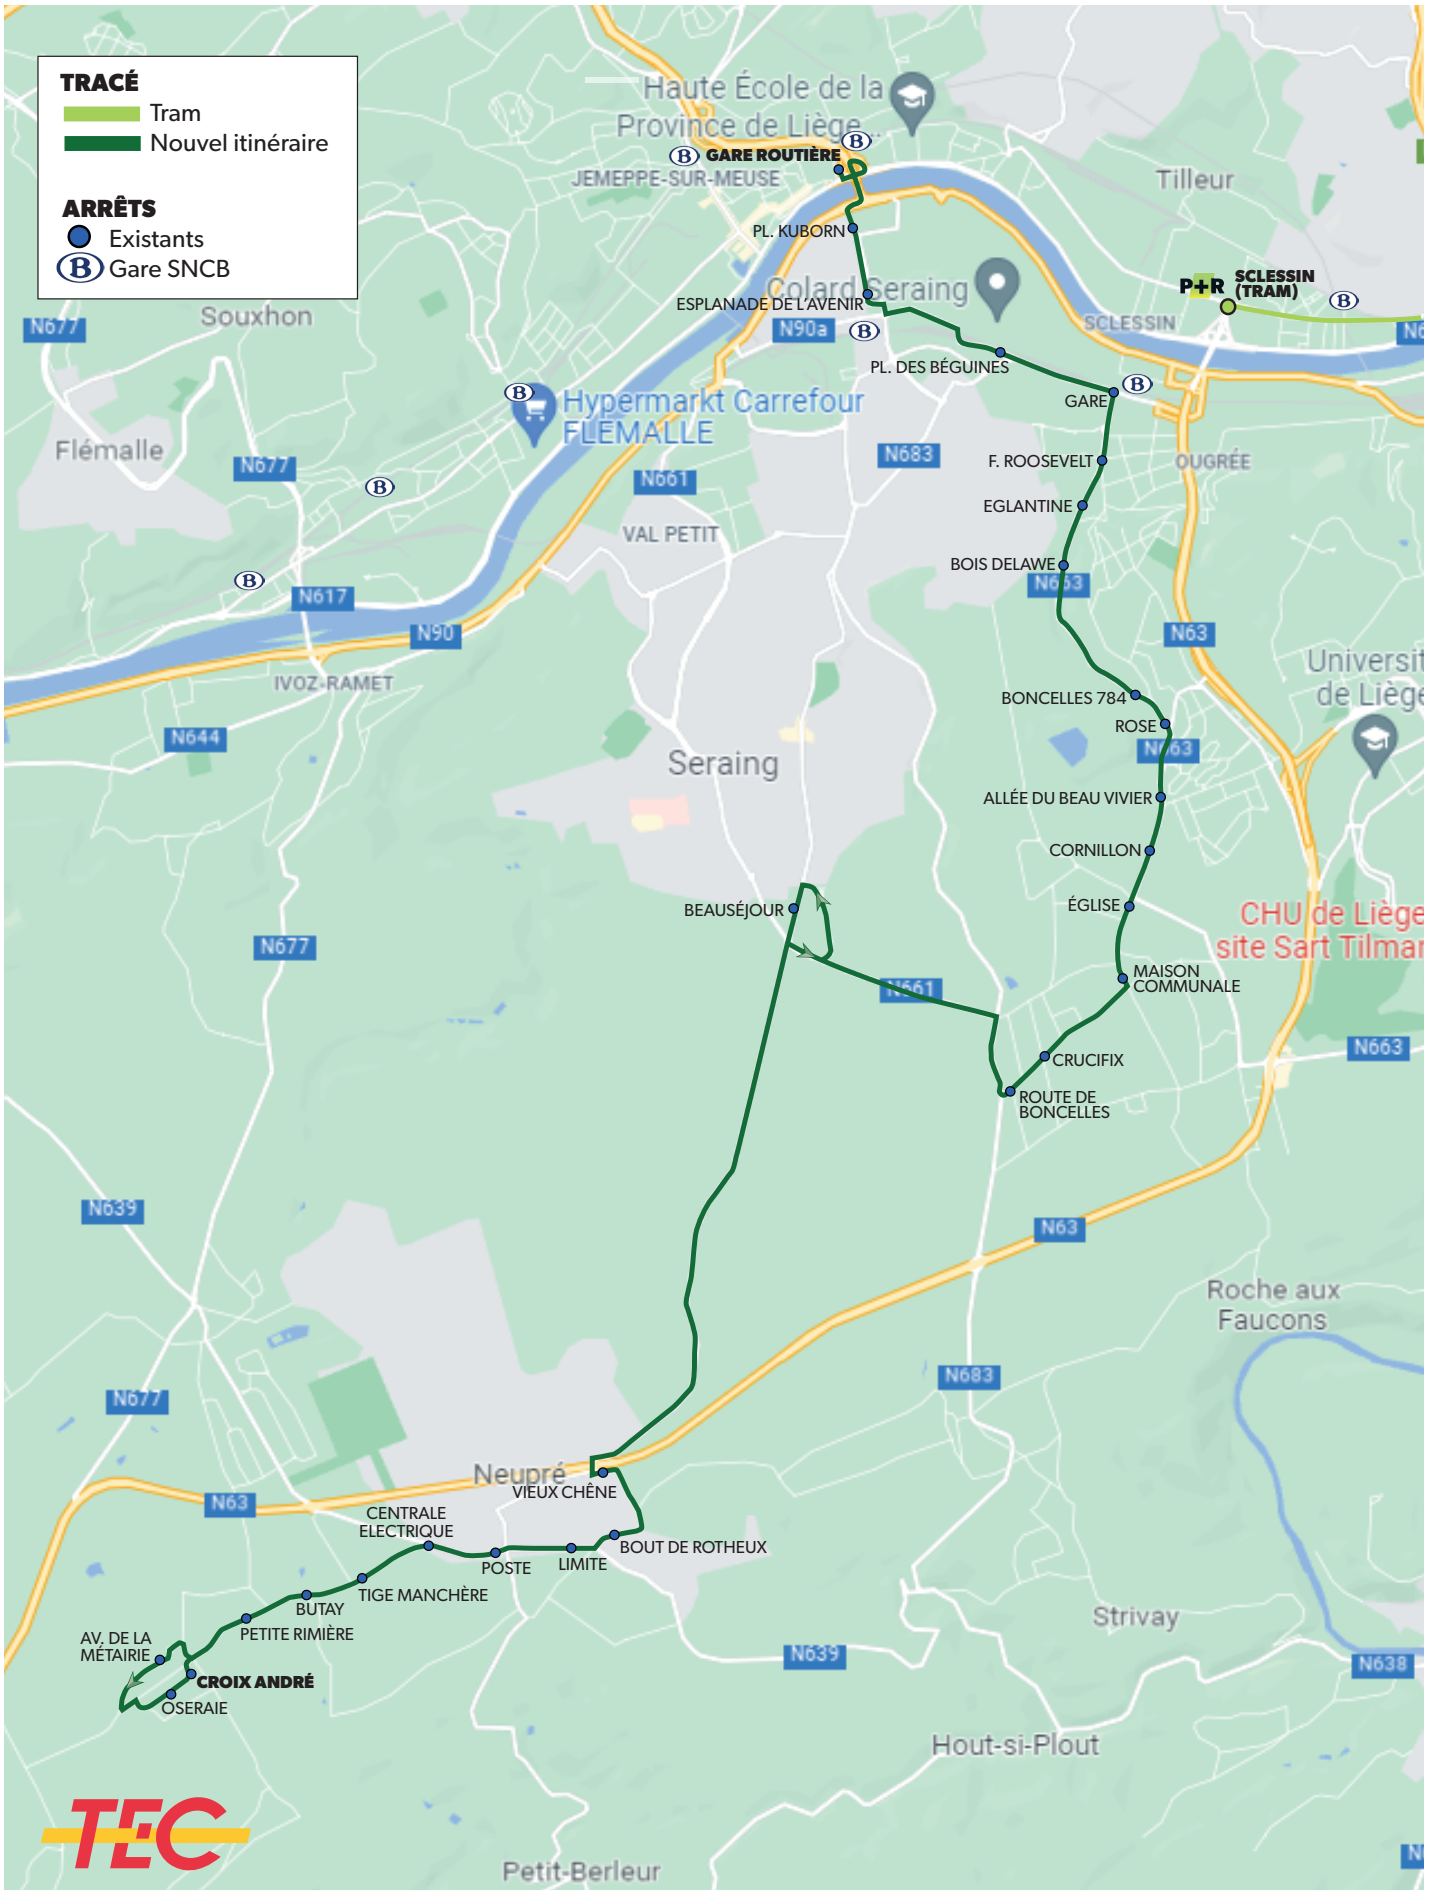 TRACÉ
Tram
Nouvel itinéraire
ARRÊTS
Existants
B Gare SNCB
Haute École de la
Province de Liège...
B
B GARE ROUTIÈRE
JEMEPPE-SUR-MEUSE
Tilleur
PL. KUBORN
Colard Seraing
ESPLANADE DE L'AVENIR
P+R SCLESSIN
(TRAM)
B
SCLESSIN
N677
Souxhon
N90a
B
N6
PL. DES BÉGUINES
B
GARE
B
Hypermarkt Carrefour
FLÉMALLE
Flémalle
N677
N683
F. ROOSEVELT
OUGRÉE
N661
B
EGLANTINE
VAL PETIT
BOIS DELAWE
B
N663
N617
N90
N63
IVOZ-RAMET
Universit
de Liège
BONCELLES 784
ROSE
N644
N663
Seraing
ALLÉE DU BEAU VIVIER
CORNILLON
BEAUSÉJOUR
ÉGLISE
CHU de Liège
site Sart Tilmar
N677
MAISON
COMMUNALE
N661
N663
CRUCIFIX
ROUTE DE
BONCELLES
N639
N63
Roche aux
Faucons
N683
N677
Neupré
VIEUX CHÊNE
N63
CENTRALE
ELECTRIQUE
BOUT DE ROTHEUX
LIMITE
POSTE
TIGE MANCHÈRE
BUTAY
PETITE RIMIÈRE
AV. DE LA
MÉTAIRIE
CROIX ANDRÉ
OSERAIE
Strivay
N639
N638
Hout-si-Plout
TEC
Petit-Berleur